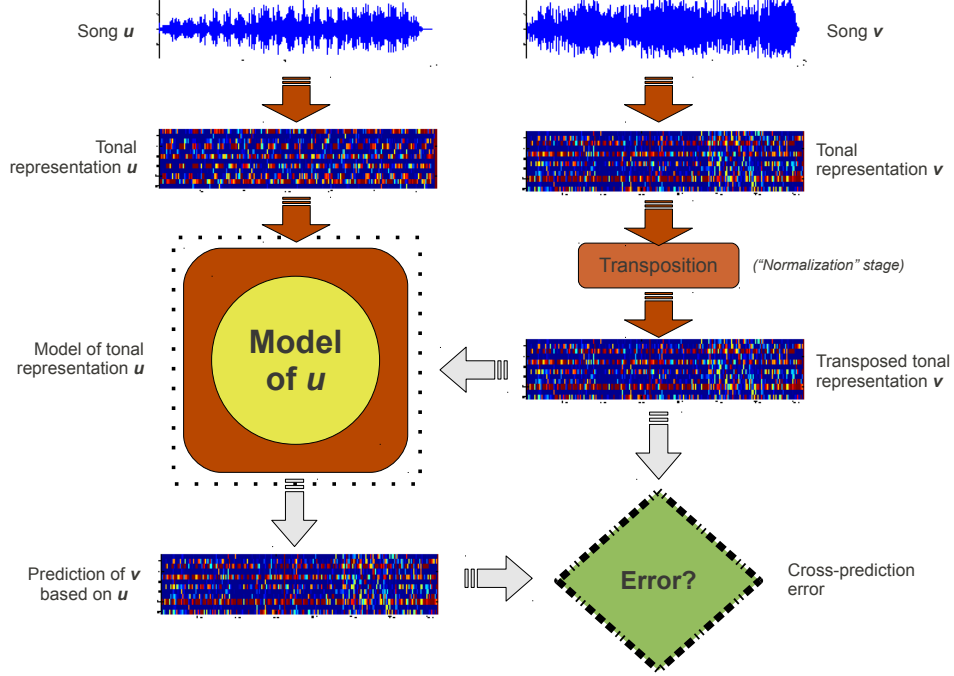 Song u
Song v
Tonal
representation u
Tonal
representation v
Transposition
("Normalization" stage)
Model of tonal
representation u
Model
of u
Transposed tonal
representation v
Prediction of v
based on u
Error?
Cross-prediction
error